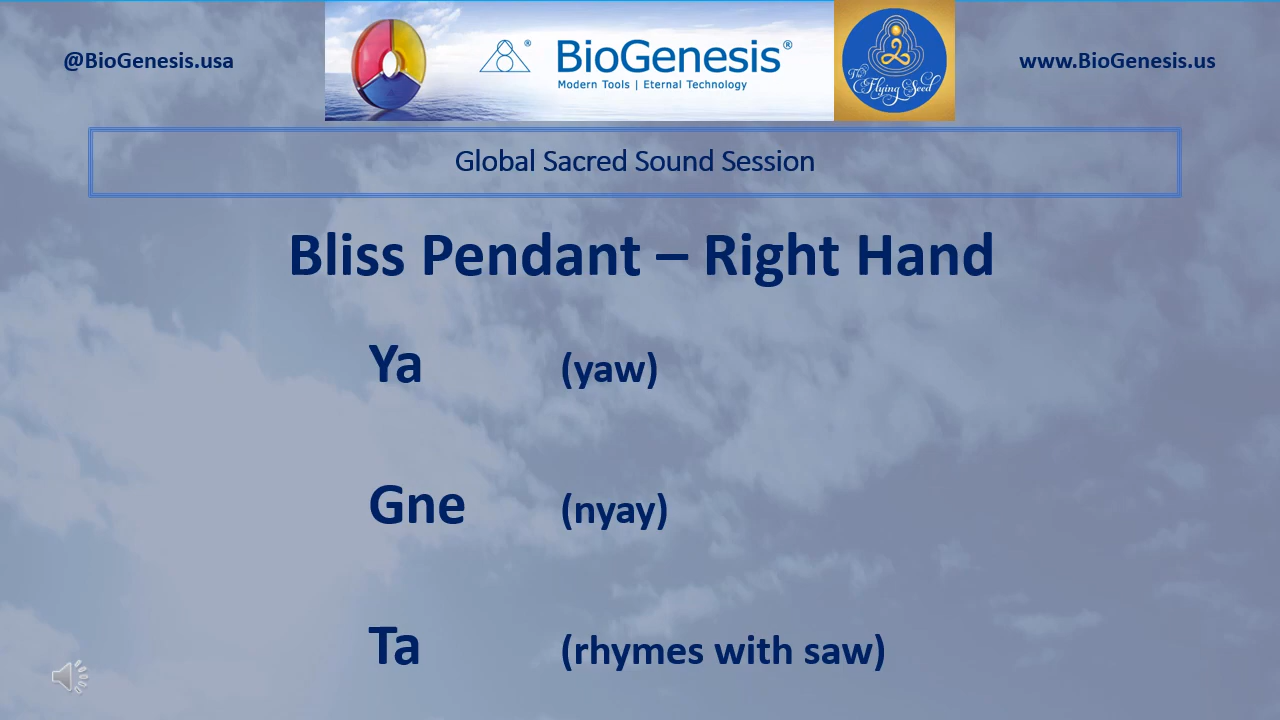 @BioGenesis.usa
BioGenesis®
Modern Tools | Eternal Technology
The Flying Seed
www.BioGenesis.us
Global Sacred Sound Session
Bliss Pendant – Right Hand
Ya (yaw)
Gne (nyay)
Ta (rhymes with saw)